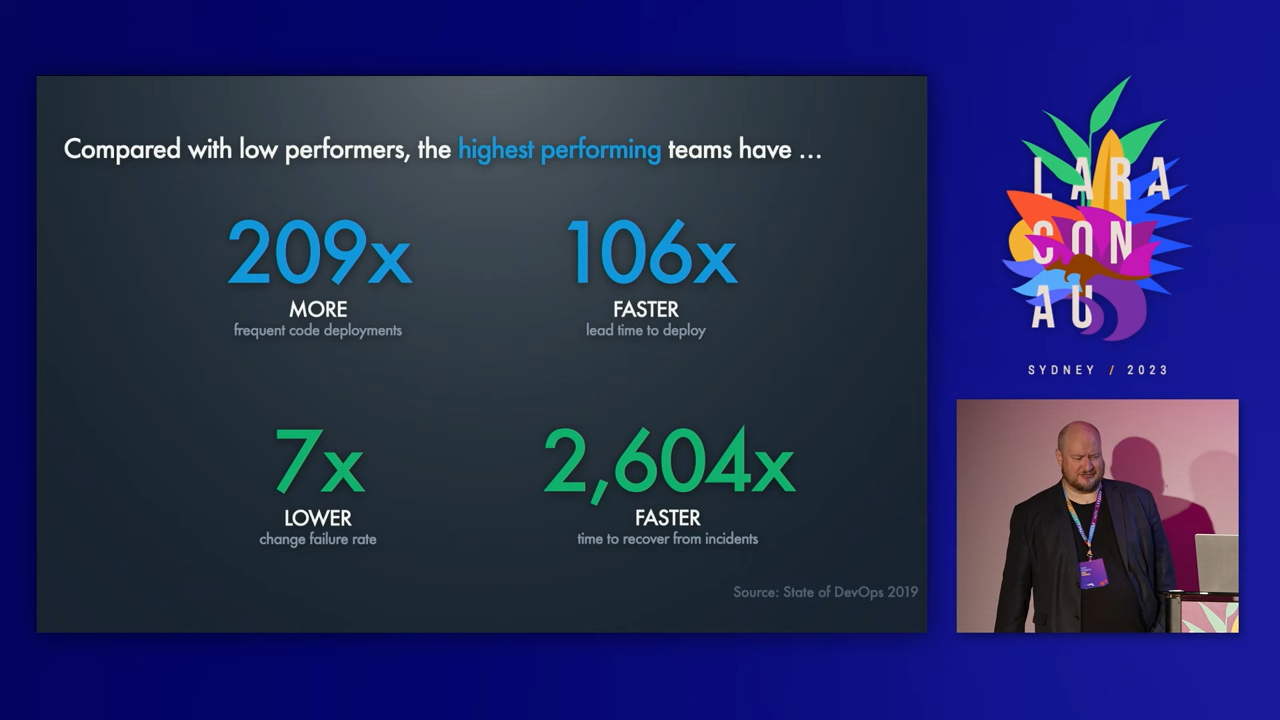 Compared with low performers, the highest performing teams have ...
209x
MORE
frequent code deployments
106x
FASTER
lead time to deploy
7x
LOWER
change failure rate
2,604x
FASTER
time to recover from incidents
Source: State of DevOps 2019
LARA
CON
AU
SYDNEY / 2023